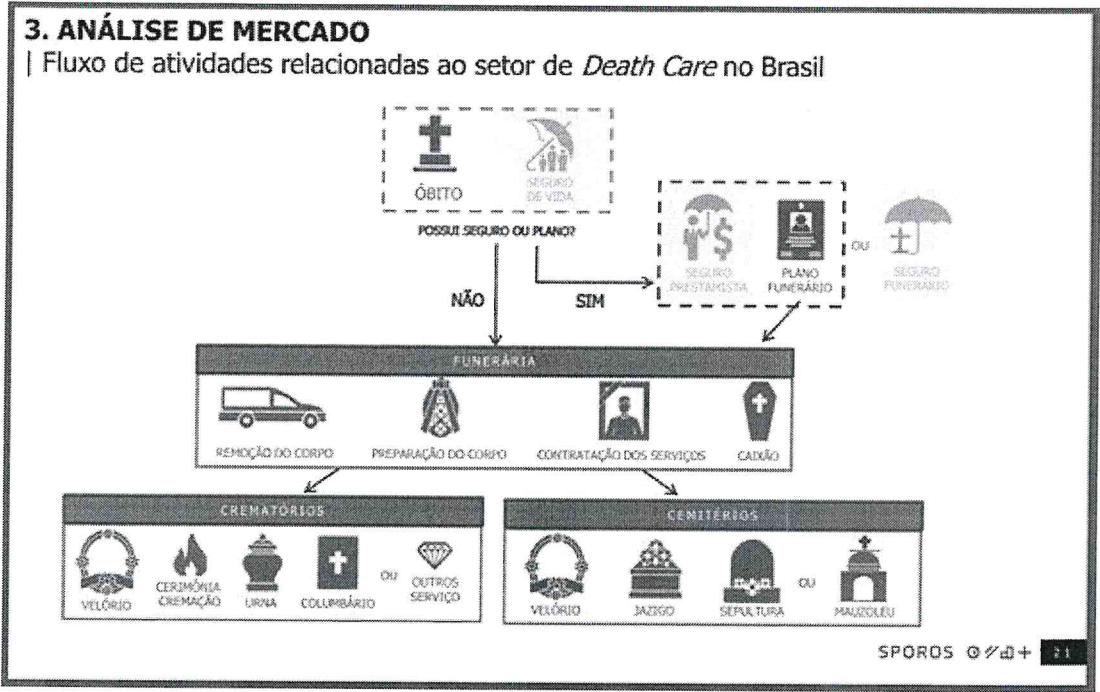 3. ANÁLISE DE MERCADO
| Fluxo de atividades relacionadas ao setor de Death Care no Brasil
ÓBITO
SEGURO
DE VIDA
POSSUI SEGURO OU PLANO?
NÃO
SIM
SEGURO
PRESTAMISTA
PLANO
FUNERÁRIO
OU
SEGURO
FUNERÁRIO
FUNERÁRIA
REMOÇÃO DO CORPO
PREPARAÇÃO DO CORPO
CONTRATAÇÃO DOS SERVIÇOS
CAIXÃO
CREMATÓRIOS
VELÓRIO
CERIMÔNIA
CREMAÇÃO
URNA
COLUMBÁRIO
OU
OUTROS
SERVIÇO
CEMITÉRIOS
VELÓRIO
JAZIGO
SEPULTURA
OU
MAUZOLEU
SPOROS
21